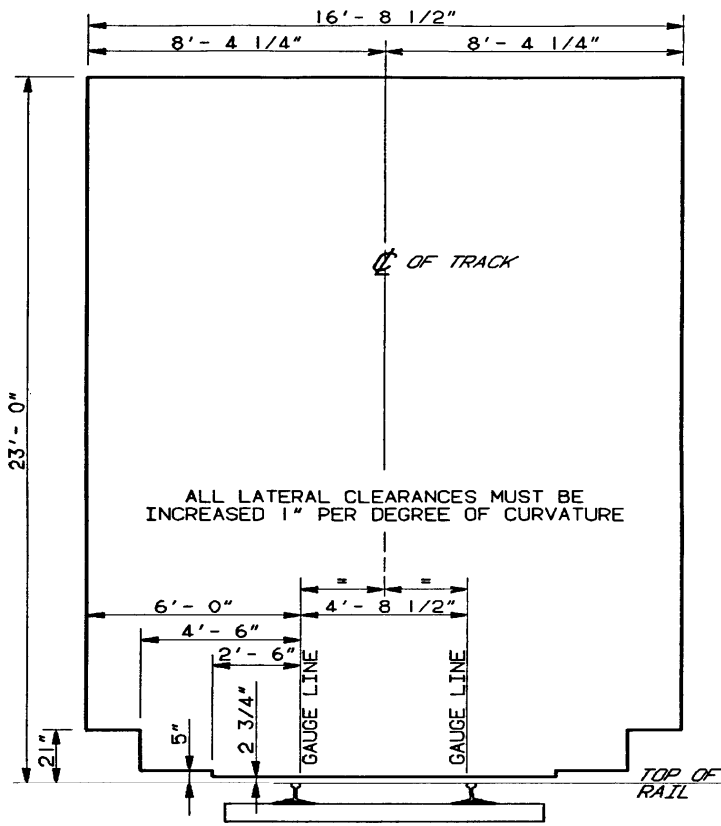 16'- 8 1/2"
8'- 4 1/4"
8'- 4 1/4"
℄ OF TRACK
23'- 0"
ALL LATERAL CLEARANCES MUST BE
INCREASED 1" PER DEGREE OF CURVATURE
=
=
6'- 0"
4'- 8 1/2"
4'- 6"
2'- 6"
GAUGE LINE
GAUGE LINE
21"
5"
2 3/4"
TOP OF
RAIL